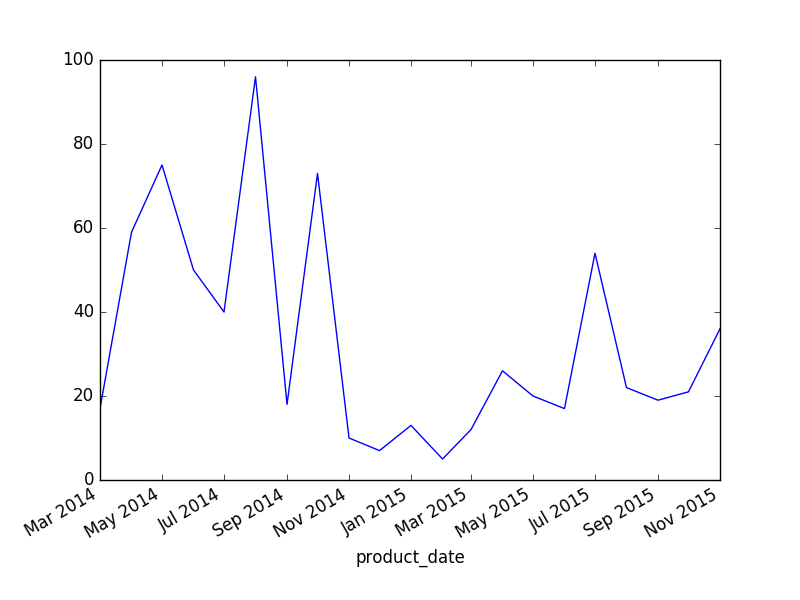 100
80
60
40
20
0
Mar 2014
May 2014
Jul 2014
Sep 2014
Nov 2014
Jan 2015
Mar 2015
May 2015
Jul 2015
Sep 2015
Nov 2015
product_date